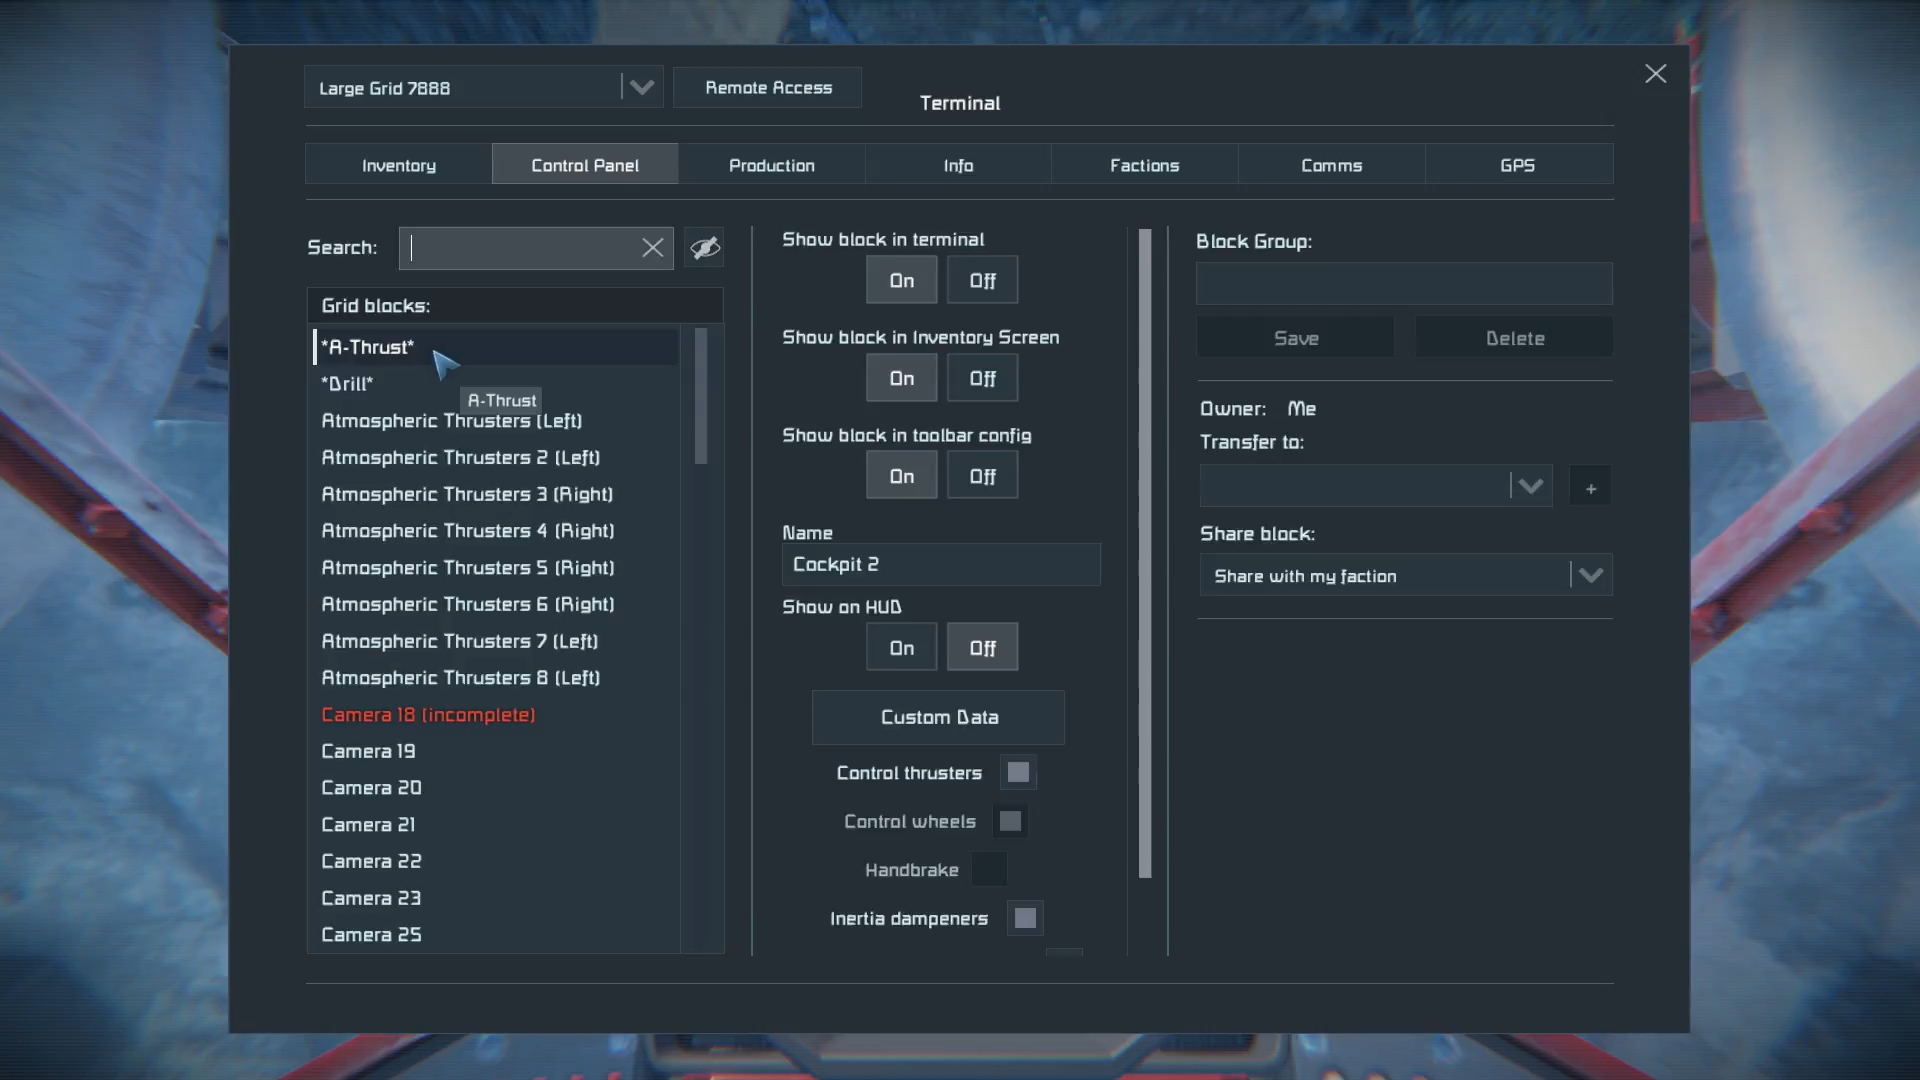 Large Grid 7888
Remote Access
Terminal
Inventory
Control Panel
Production
Info
Factions
Comms
GPS
Search:
Grid blocks:
*A-Thrust*
*Drill*
A-Thrust
Atmospheric Thrusters (Left)
Atmospheric Thrusters 2 (Left)
Atmospheric Thrusters 3 (Right)
Atmospheric Thrusters 4 (Right)
Atmospheric Thrusters 5 (Right)
Atmospheric Thrusters 6 (Right)
Atmospheric Thrusters 7 (Left)
Atmospheric Thrusters 8 (Left)
Camera 18 (incomplete)
Camera 19
Camera 20
Camera 21
Camera 22
Camera 23
Camera 25
Show block in terminal
On Off
Show block in Inventory Screen
On Off
Show block in toolbar config
On Off
Name
Cockpit 2
Show on HUD
On Off
Custom Data
Control thrusters
Control wheels
Handbrake
Inertia dampeners
Block Group:
Save Delete
Owner: Me
Transfer to:
+
Share block:
Share with my faction